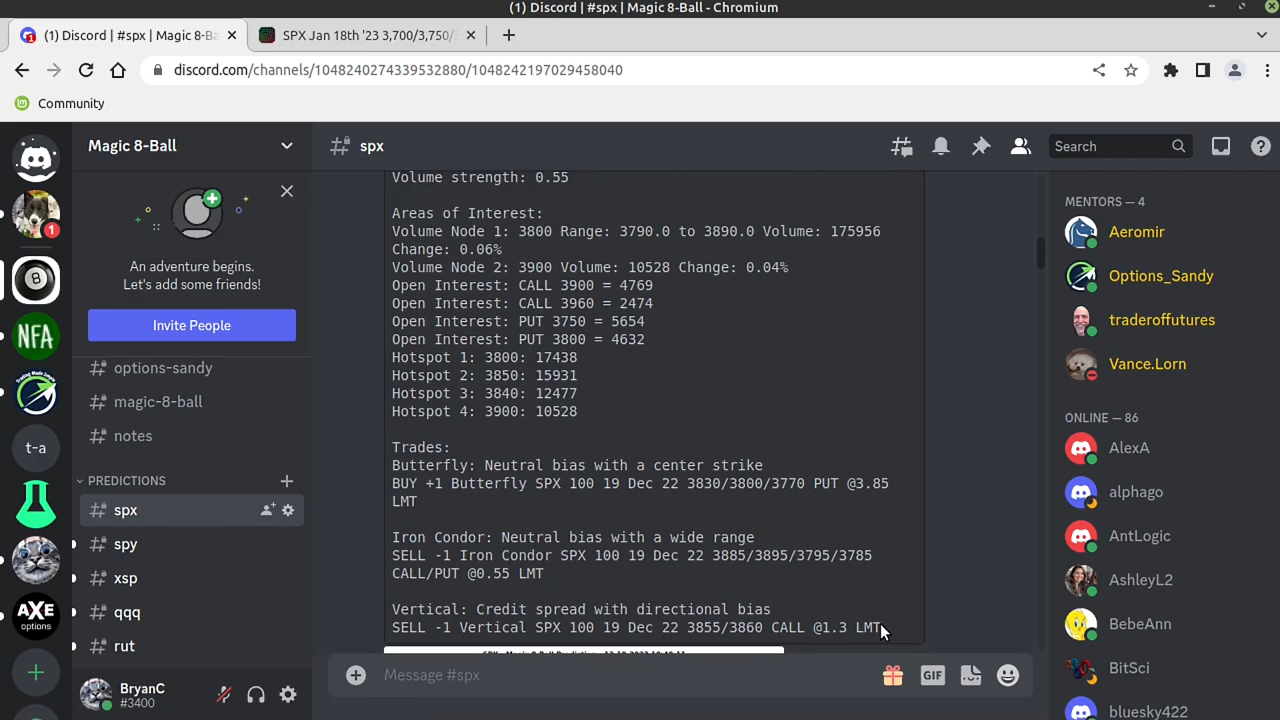 (1) Discord | #spx | Magic 8-Ball - Chromium
(1) Discord | #spx | Magic 8-Ba
SPX Jan 18th '23 3,700/3,750/
discord.com/channels/1048240274339532880/1048242197029458040
Community
Magic 8-Ball
An adventure begins.
Let's add some friends!
Invite People
options-sandy
magic-8-ball
notes
PREDICTIONS
spx
spy
xsp
qqq
rut
BryanC
#3400
1
8
NFA
Trading Made Simple
t-a
AXE
options
spx
Search
Volume strength: 0.55
Areas of Interest:
Volume Node 1: 3800 Range: 3790.0 to 3890.0 Volume: 175956
Change: 0.06%
Volume Node 2: 3900 Volume: 10528 Change: 0.04%
Open Interest: CALL 3900 = 4769
Open Interest: CALL 3960 = 2474
Open Interest: PUT 3750 = 5654
Open Interest: PUT 3800 = 4632
Hotspot 1: 3800: 17438
Hotspot 2: 3850: 15931
Hotspot 3: 3840: 12477
Hotspot 4: 3900: 10528
Trades:
Butterfly: Neutral bias with a center strike
BUY +1 Butterfly SPX 100 19 Dec 22 3830/3800/3770 PUT @3.85
LMT
Iron Condor: Neutral bias with a wide range
SELL -1 Iron Condor SPX 100 19 Dec 22 3885/3895/3795/3785
CALL/PUT @0.55 LMT
Vertical: Credit spread with directional bias
SELL -1 Vertical SPX 100 19 Dec 22 3855/3860 CALL @1.3 LMT
Message #spx
GIF
MENTORS — 4
Aeromir
Options_Sandy
traderoffutures
Vance.Lorn
ONLINE — 86
AlexA
alphago
AntLogic
AshleyL2
BebeAnn
BitSci
bluesky422